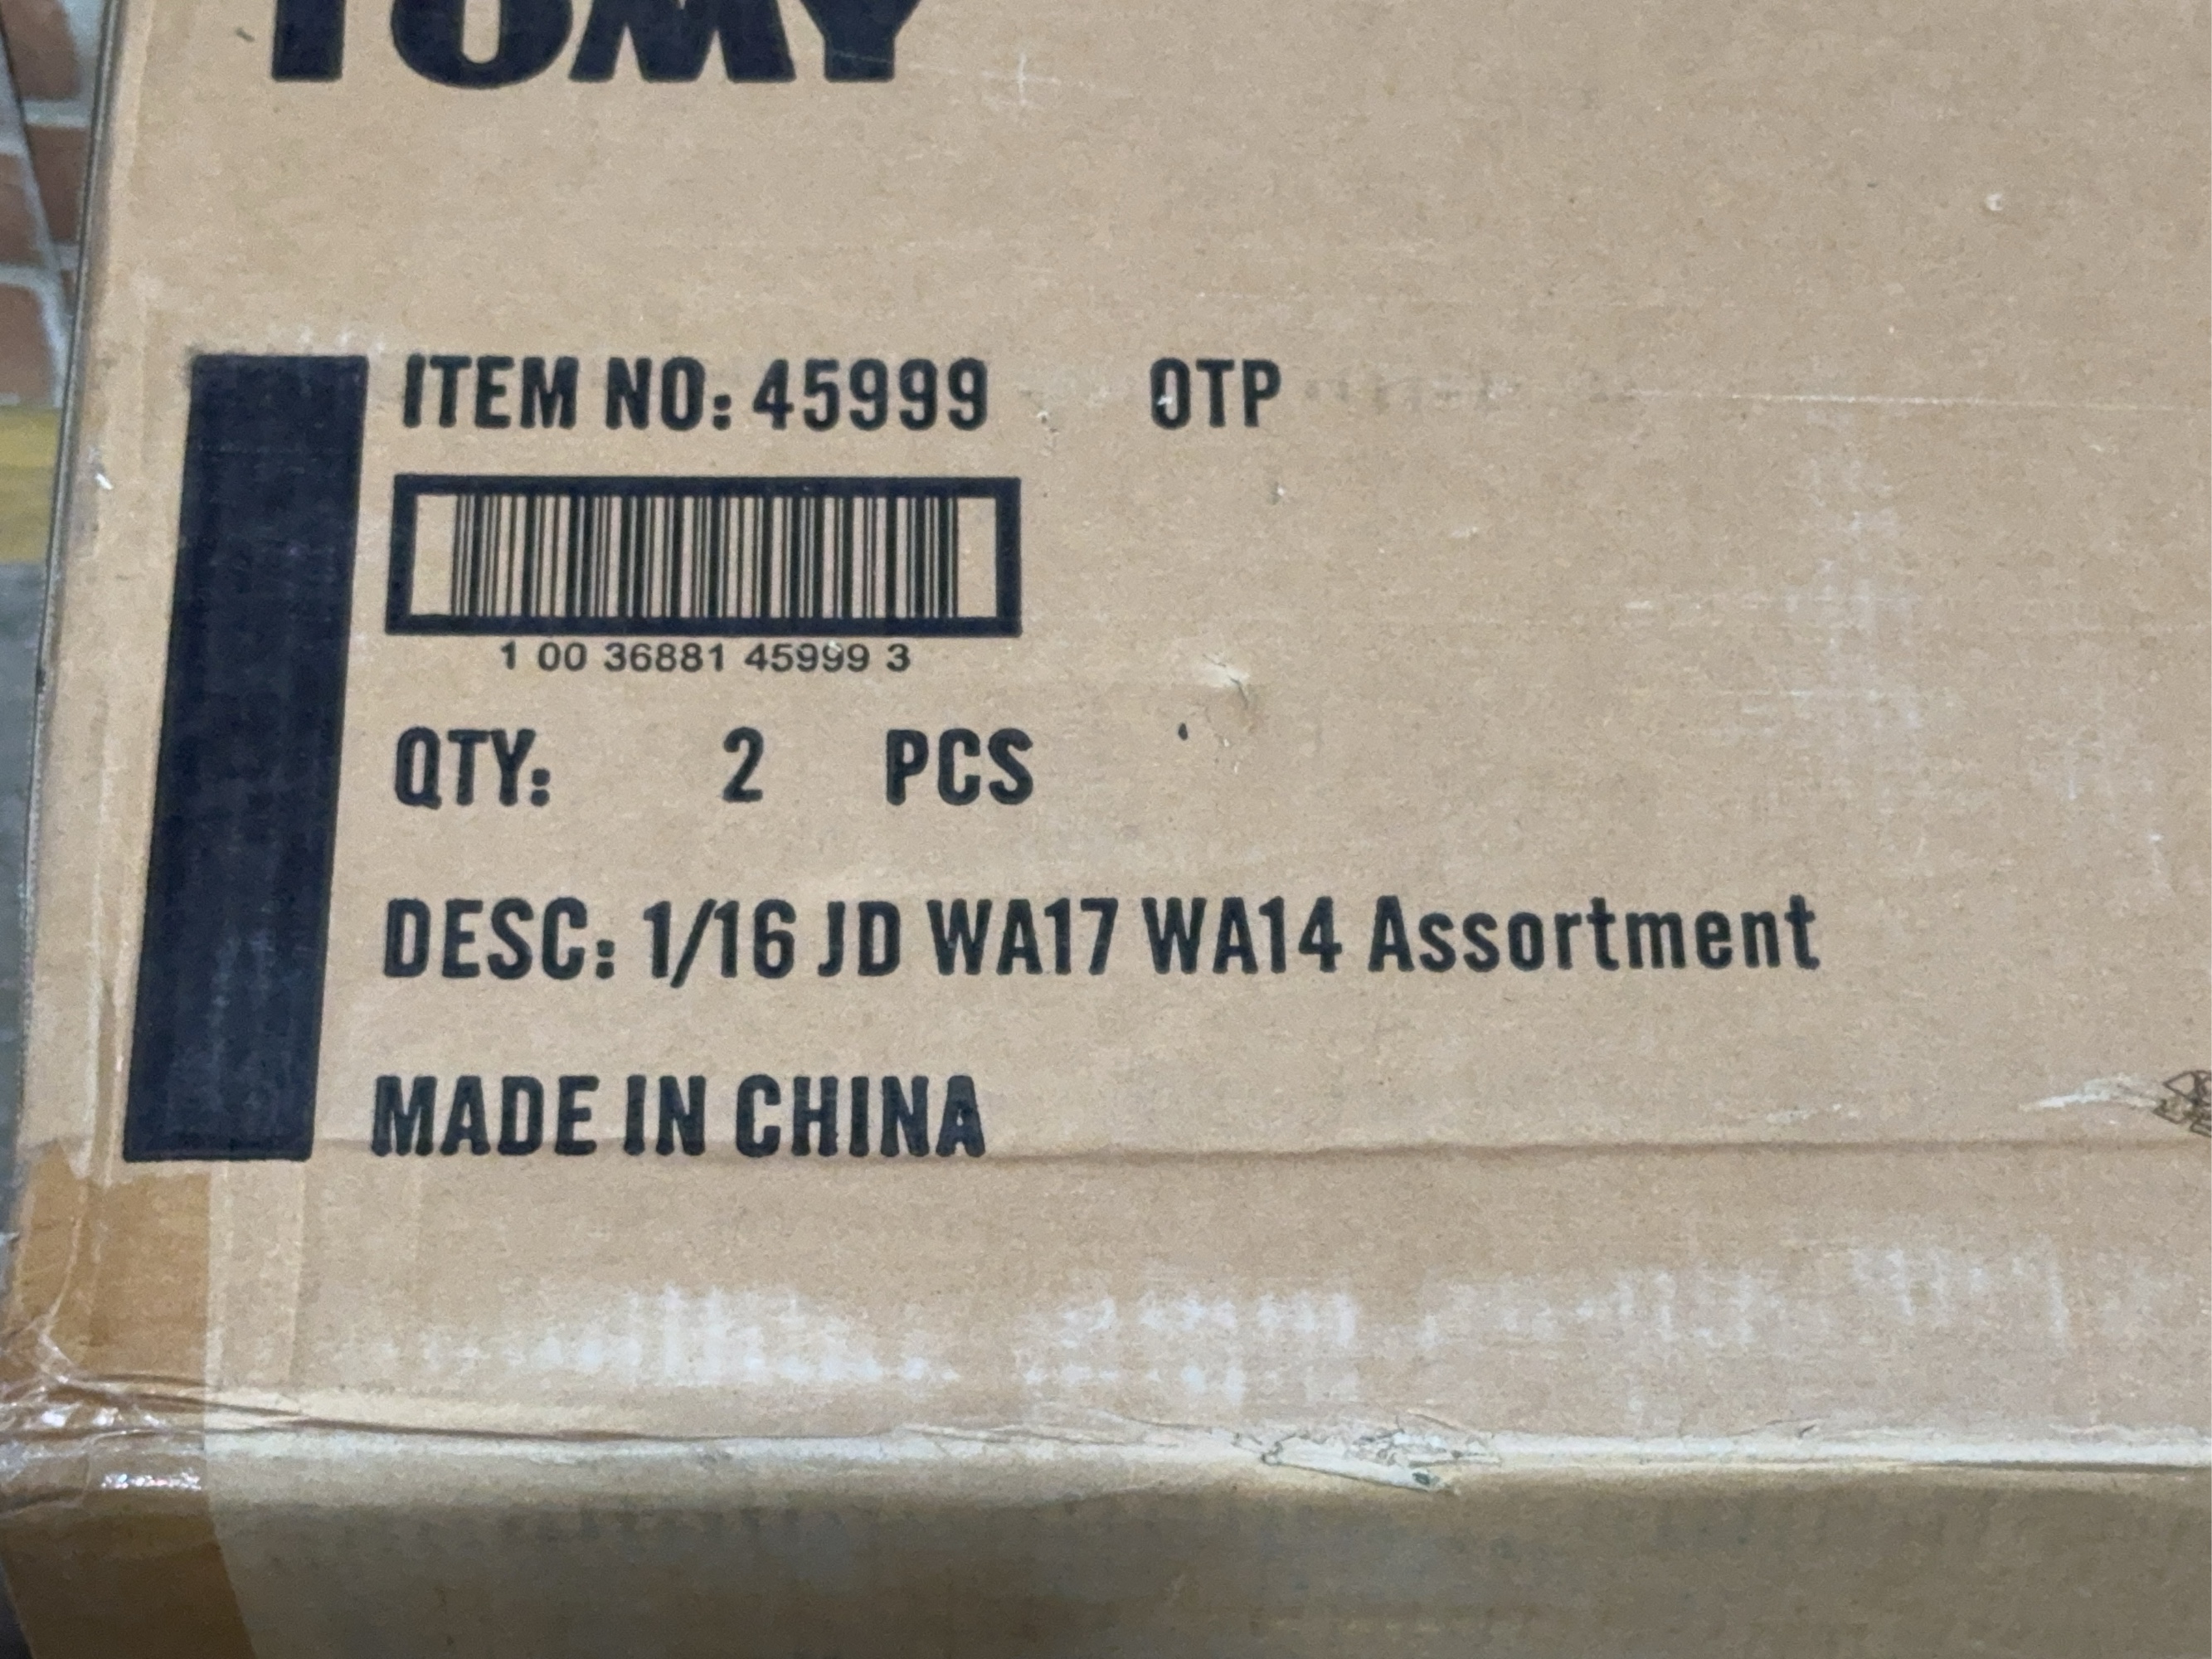 TOMY
ITEM NO: 45999 OTP
1 00 36881 45999 3
QTY: 2 PCS
DESC: 1/16 JD WA17 WA14 Assortment
MADE IN CHINA